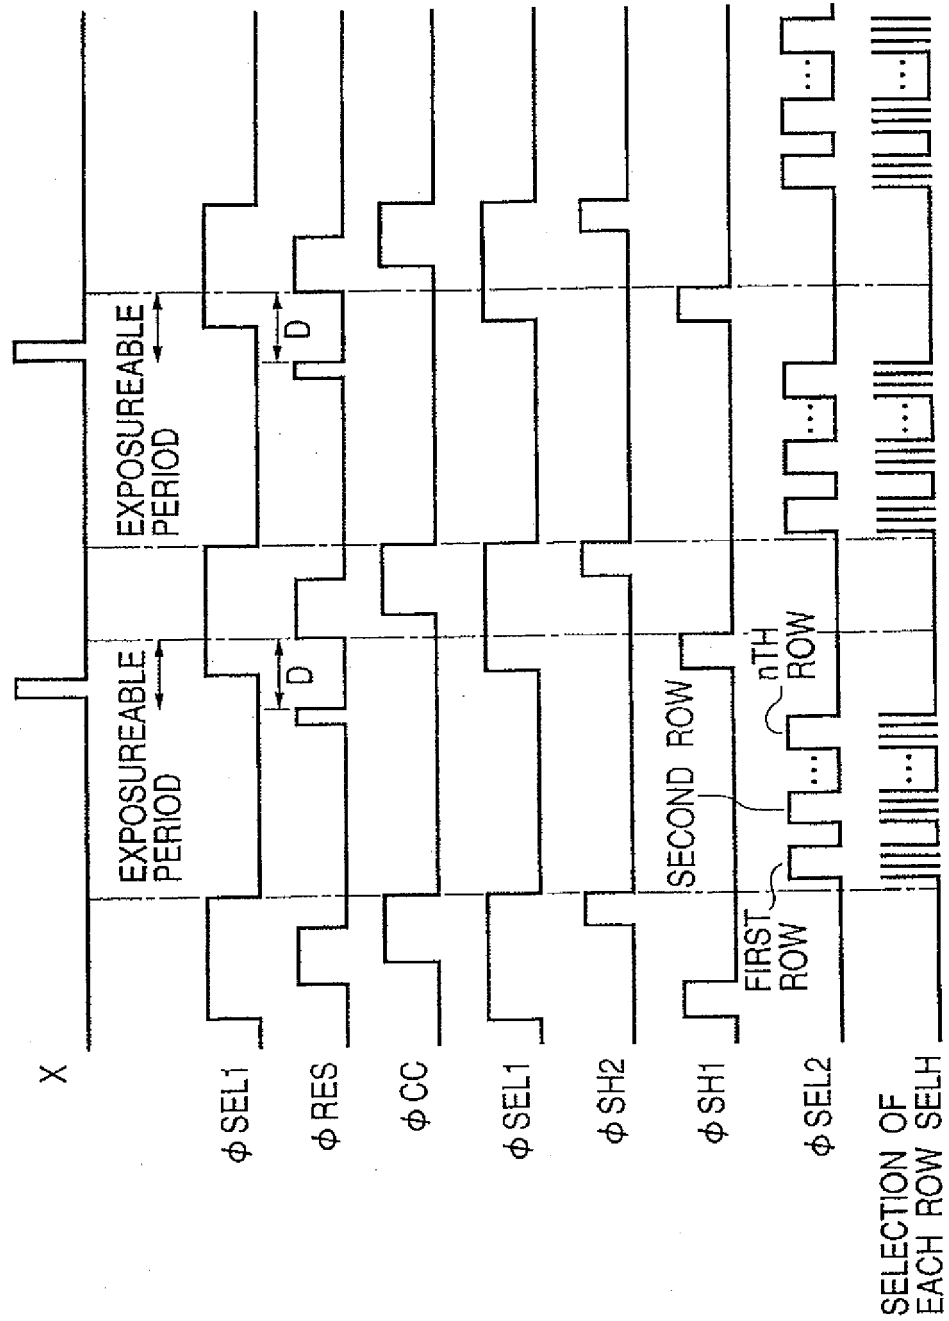 X
EXPOSUREABLE
PERIOD
EXPOSUREABLE
PERIOD
φSEL1
φRES
D
D
φCC
φSEL1
φSH2
φSH1
SECOND ROW
FIRST
ROW
nTH
ROW
φSEL2
...
...
...
SELECTION OF
EACH ROW SELH
...
...
...